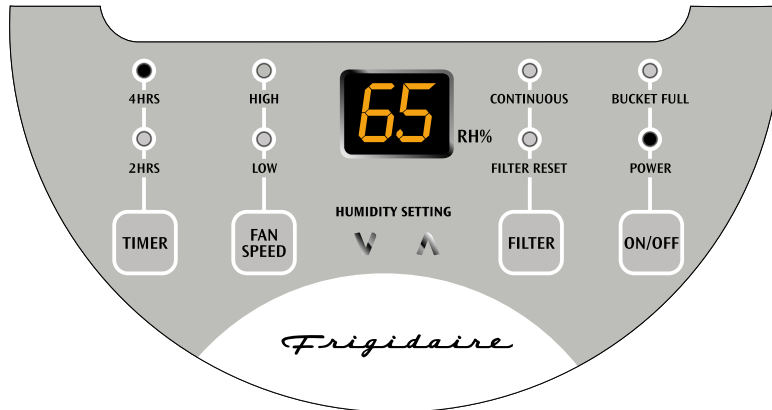 4HRS
2HRS
TIMER
HIGH
LOW
FAN
SPEED
65
RH%
HUMIDITY SETTING
CONTINUOUS
FILTER RESET
FILTER
BUCKET FULL
POWER
ON/OFF
Frigidaire